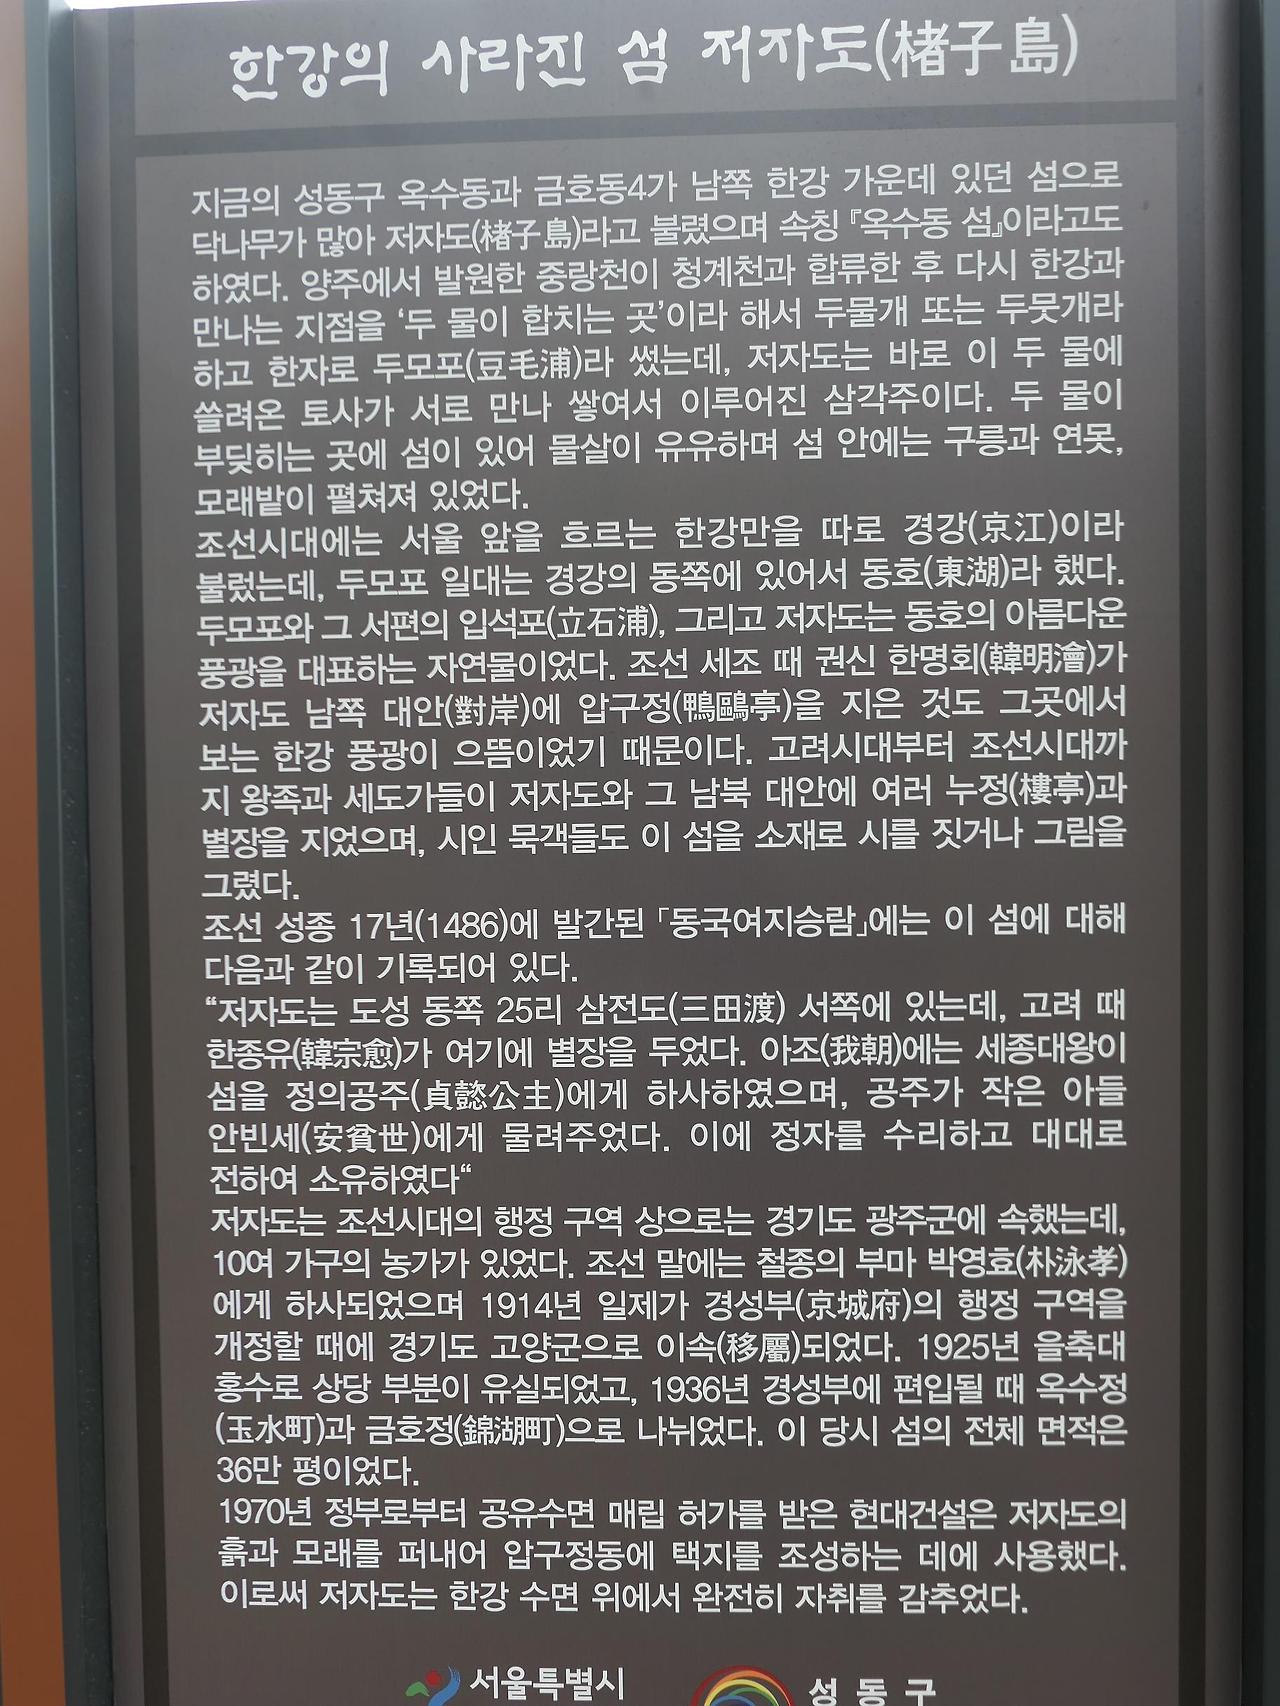 한강의 사라진 섬 저자도(楮子島)
지금의 성동구 옥수동과 금호동4가 남쪽 한강 가운데 있던 섬으로
닥나무가 많아 저자도(楮子島)라고 불렸으며 속칭 『옥수동 섬』이라고도
하였다. 양주에서 발원한 중랑천이 청계천과 합류한 후 다시 한강과
만나는 지점을 ‘두 물이 합치는 곳’이라 해서 두물개 또는 두뭇개라
하고 한자로 두모포(豆毛浦)라 썼는데, 저자도는 바로 이 두 물에
쓸려온 토사가 서로 만나 쌓여서 이루어진 삼각주이다. 두 물이
부딪히는 곳에 섬이 있어 물살이 유유하며 섬 안에는 구릉과 연못,
모래밭이 펼쳐져 있었다.
조선시대에는 서울 앞을 흐르는 한강만을 따로 경강(京江)이라
불렀는데, 두모포 일대는 경강의 동쪽에 있어서 동호(東湖)라 했다.
두모포와 그 서편의 입석포(立石浦), 그리고 저자도는 동호의 아름다운
풍광을 대표하는 자연물이었다. 조선 세조 때 권신 한명회(韓明澮)가
저자도 남쪽 대안(對岸)에 압구정(鴨鷗亭)을 지은 것도 그곳에서
보는 한강 풍광이 으뜸이었기 때문이다. 고려시대부터 조선시대까
지 왕족과 세도가들이 저자도와 그 남북 대안에 여러 누정(樓亭)과
별장을 지었으며, 시인 묵객들도 이 섬을 소재로 시를 짓거나 그림을
그렸다.
조선 성종 17년(1486)에 발간된 「동국여지승람」에는 이 섬에 대해
다음과 같이 기록되어 있다.
“저자도는 도성 동쪽 25리 삼전도(三田渡) 서쪽에 있는데, 고려 때
한종유(韓宗愈)가 여기에 별장을 두었다. 아조(我朝)에는 세종대왕이
섬을 정의공주(貞懿公主)에게 하사하였으며, 공주가 작은 아들
안빈세(安貧世)에게 물려주었다. 이에 정자를 수리하고 대대로
전하여 소유하였다“
저자도는 조선시대의 행정 구역 상으로는 경기도 광주군에 속했는데,
10여 가구의 농가가 있었다. 조선 말에는 철종의 부마 박영효(朴泳孝)
에게 하사되었으며 1914년 일제가 경성부(京城府)의 행정 구역을
개정할 때에 경기도 고양군으로 이속(移屬)되었다. 1925년 을축대
홍수로 상당 부분이 유실되었고, 1936년 경성부에 편입될 때 옥수정
(玉水町)과 금호정(錦湖町)으로 나뉘었다. 이 당시 섬의 전체 면적은
36만 평이었다.
1970년 정부로부터 공유수면 매립 허가를 받은 현대건설은 저자도의
흙과 모래를 퍼내어 압구정동에 택지를 조성하는 데에 사용했다.
이로써 저자도는 한강 수면 위에서 완전히 자취를 감추었다.
서울특별시 성동구